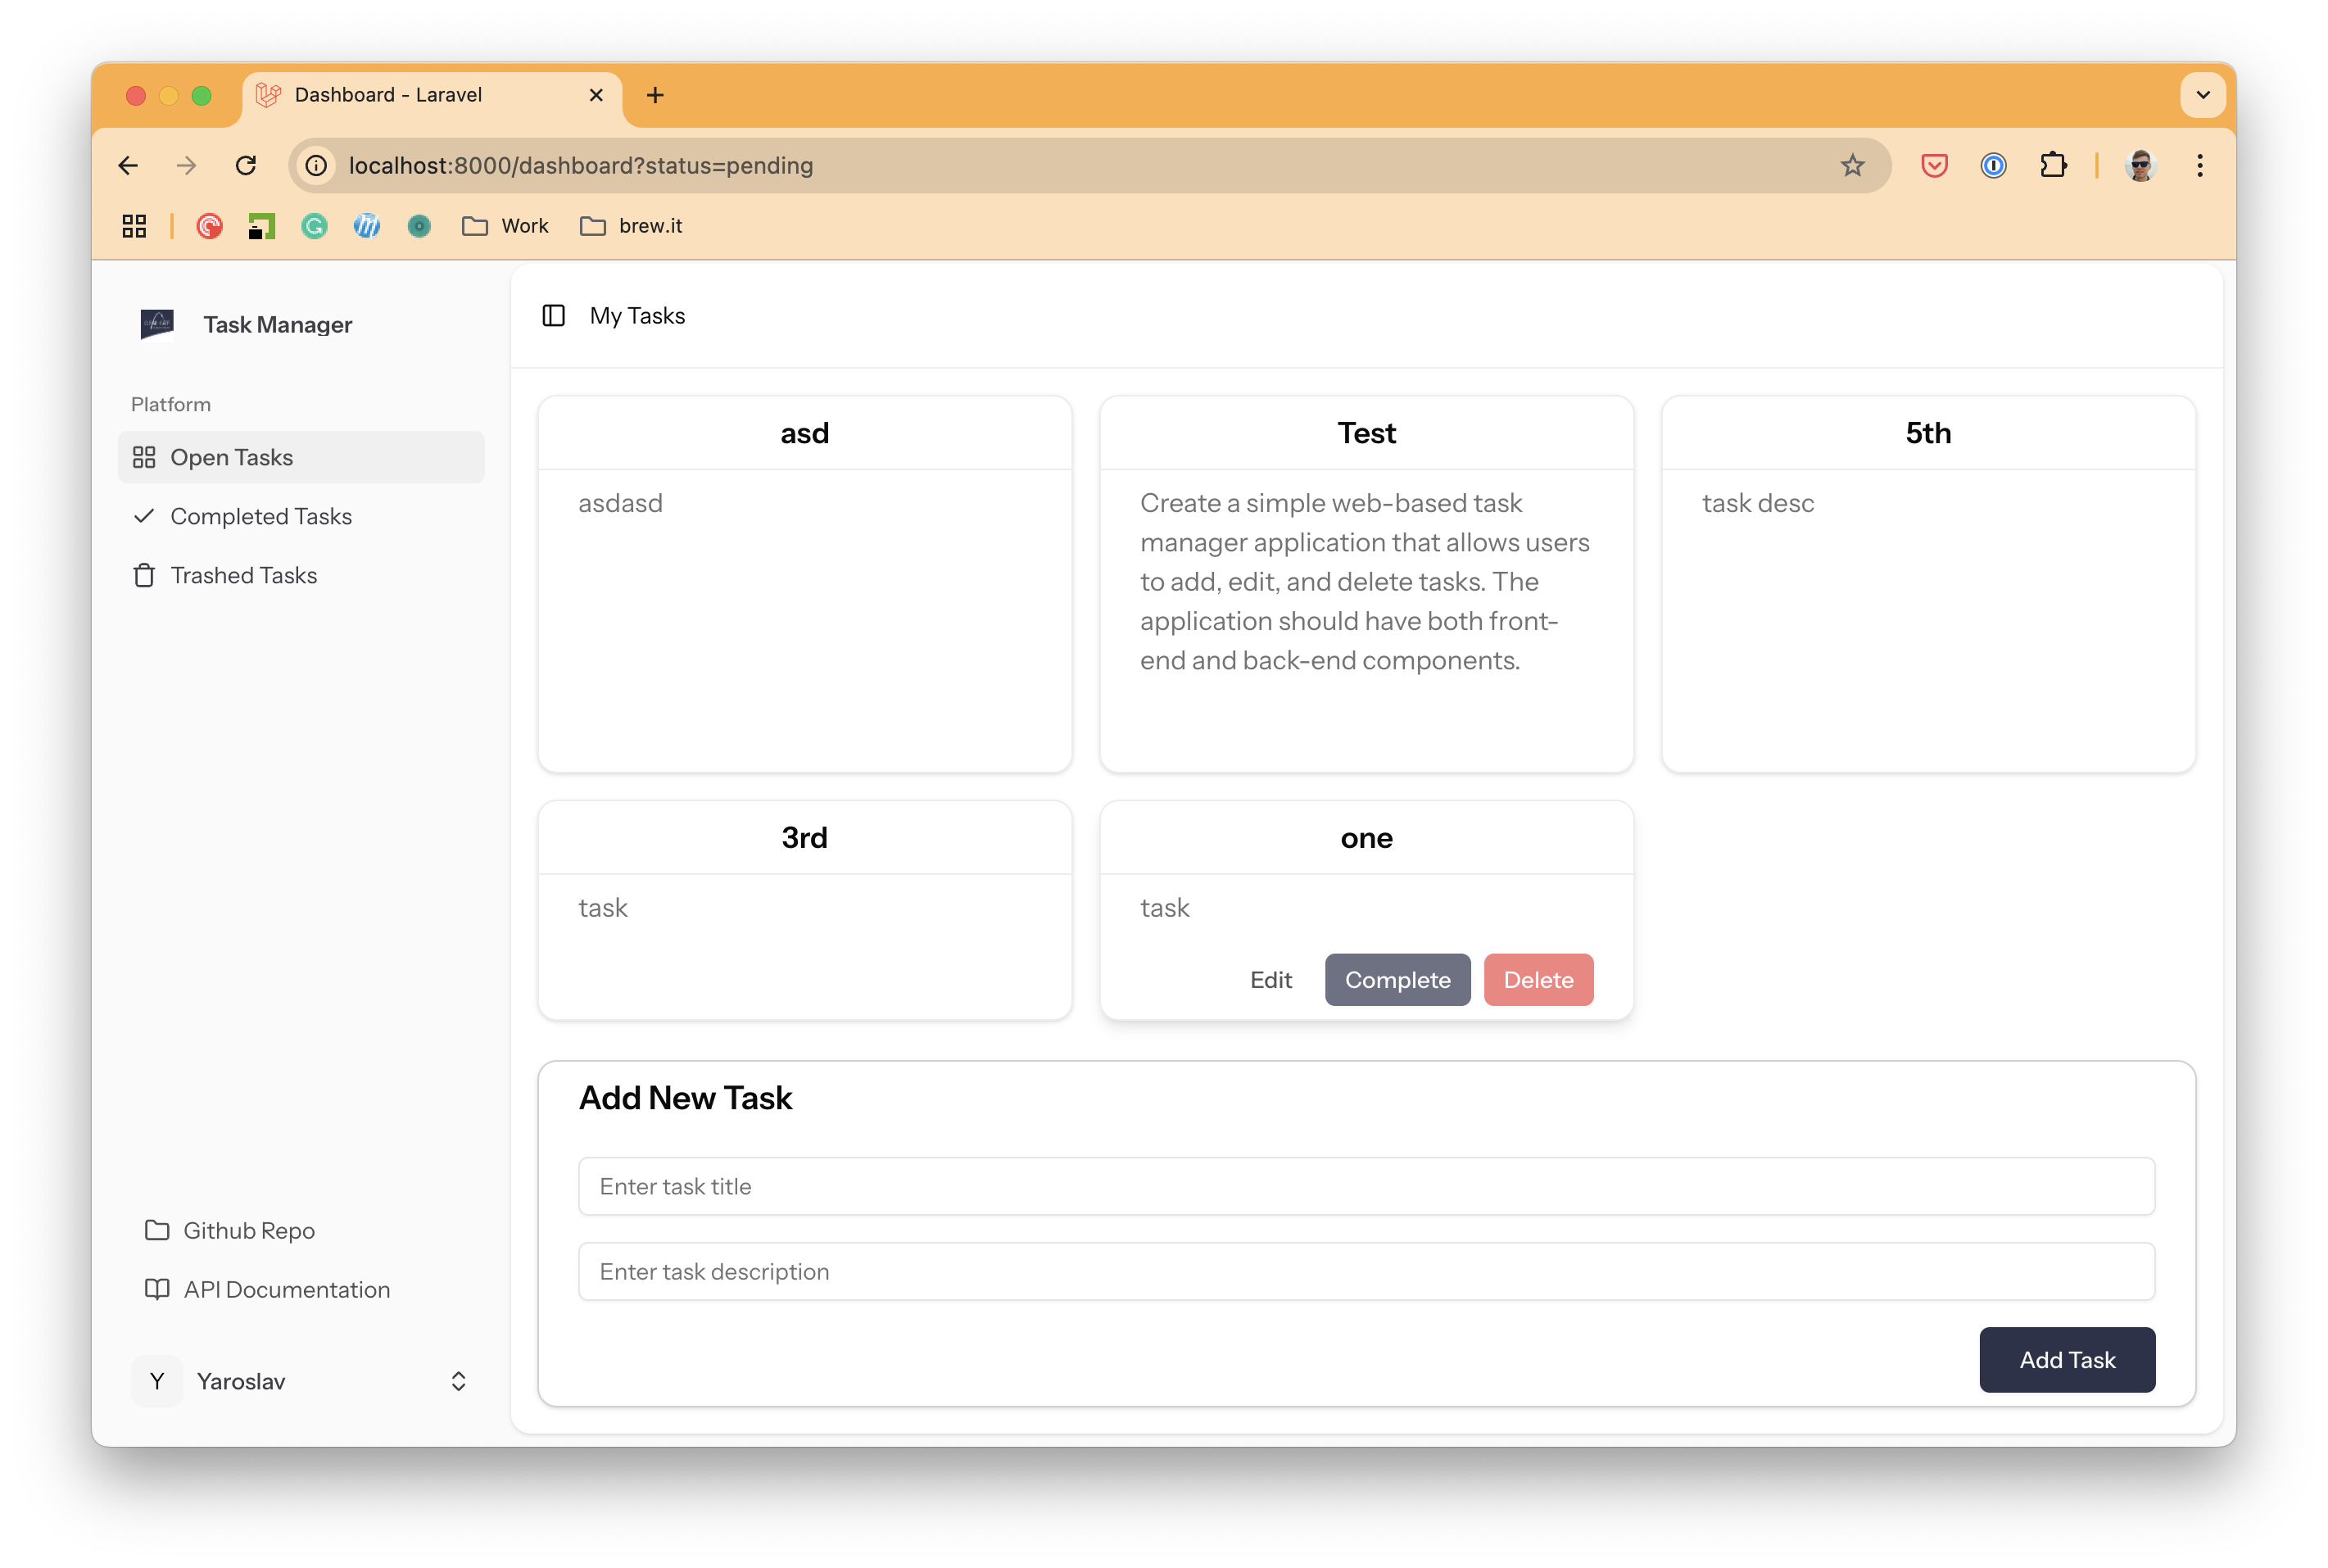 Dashboard - Laravel
localhost:8000/dashboard?status=pending
Work
brew.it
Task Manager
Platform
Open Tasks
Completed Tasks
Trashed Tasks
Github Repo
API Documentation
Y
Yaroslav
My Tasks
asd
asdasd
Test
Create a simple web-based task
manager application that allows users
to add, edit, and delete tasks. The
application should have both front-
end and back-end components.
5th
task desc
3rd
task
one
task
Edit
Complete
Delete
Add New Task
Enter task title
Enter task description
Add Task